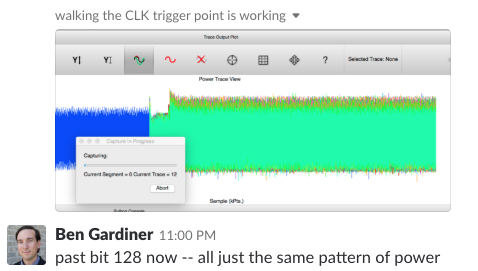 walking the CLK trigger point is working
Trace Output Plot
Selected Trace: None
Power Trace View
Capture in Progress
Capturing:
Current Segment = 0 Current Trace = 12
Abort
Sample (kPts.)
Ben Gardiner 11:00 PM
past bit 128 now -- all just the same pattern of power